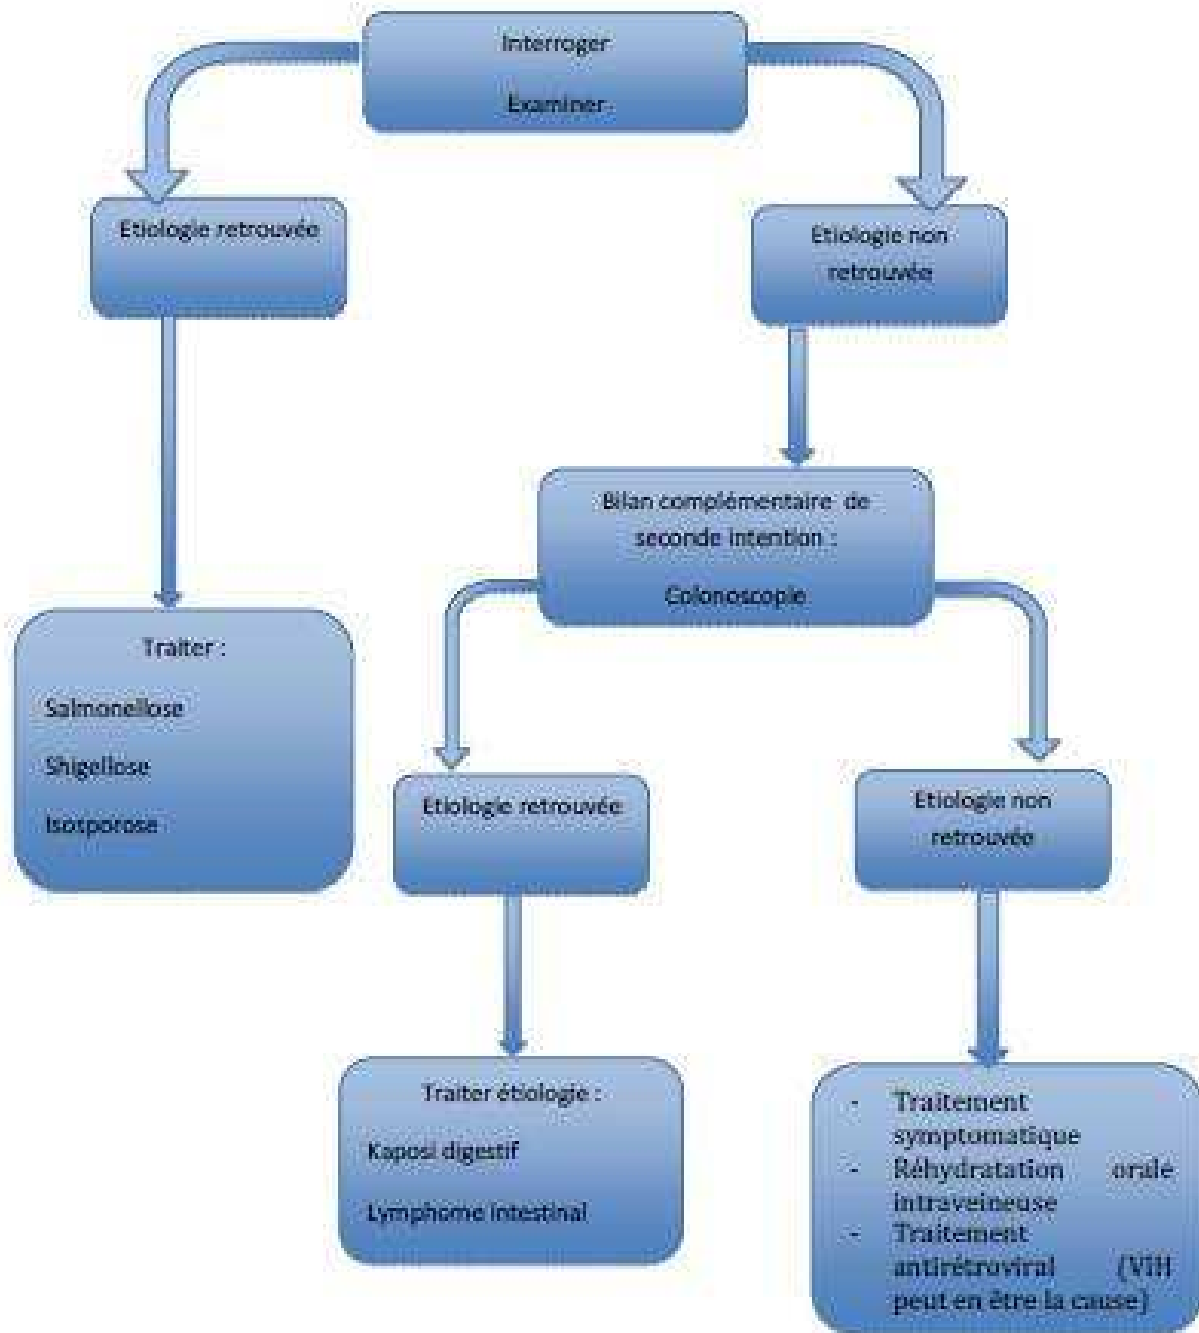 Interroger
Examiner
Etiologie retrouvée
Etiologie non
retrouvée
Bilan complémentaire de
seconde intention :
Colonoscopie
Traiter :
Salmonellose
Shigellose
Isosporose
Etiologie retrouvée
Etiologie non
retrouvée
Traiter étiologie :
Kaposi digestif
Lymphome intestinal
- Traitement
symptomatique
- Réhydratation orale
intraveineuse
- Traitement
antirétroviral (VIH
peut en être la cause)